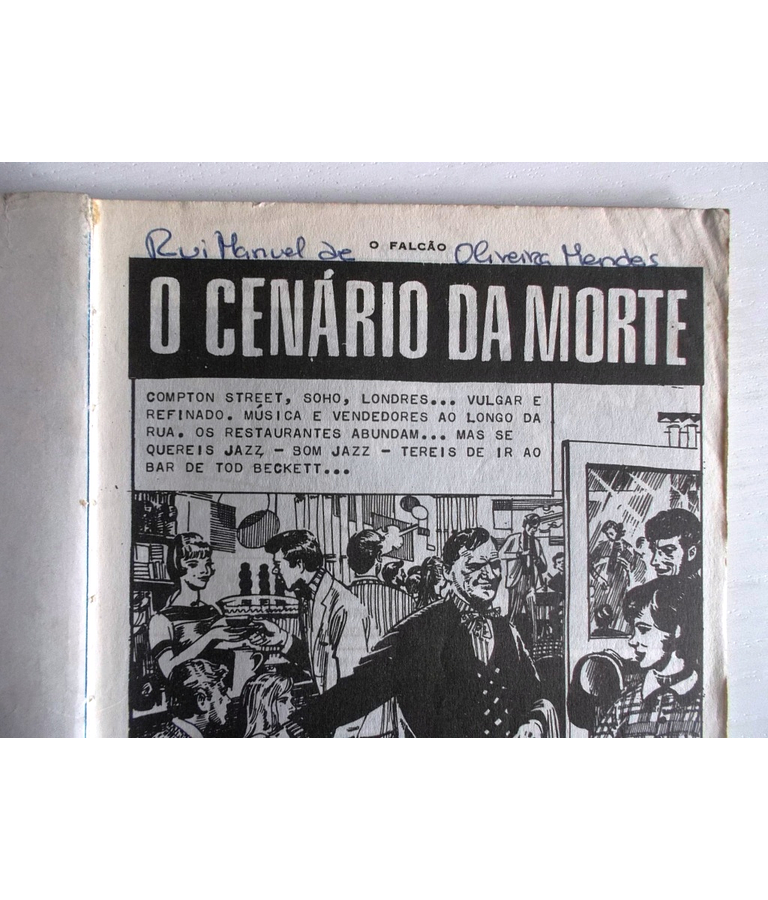 Rui Manuel de O FALCÃO Oliveira Mendes
O CENÁRIO DA MORTE
COMPTON STREET, SOHO, LONDRES... VULGAR E
REFINADO. MÚSICA E VENDEDORES AO LONGO DA
RUA. OS RESTAURANTES ABUNDAM... MAS SE
QUEREIS JAZZ - BOM JAZZ - TEREIS DE IR AO
BAR DE TOD BECKETT...